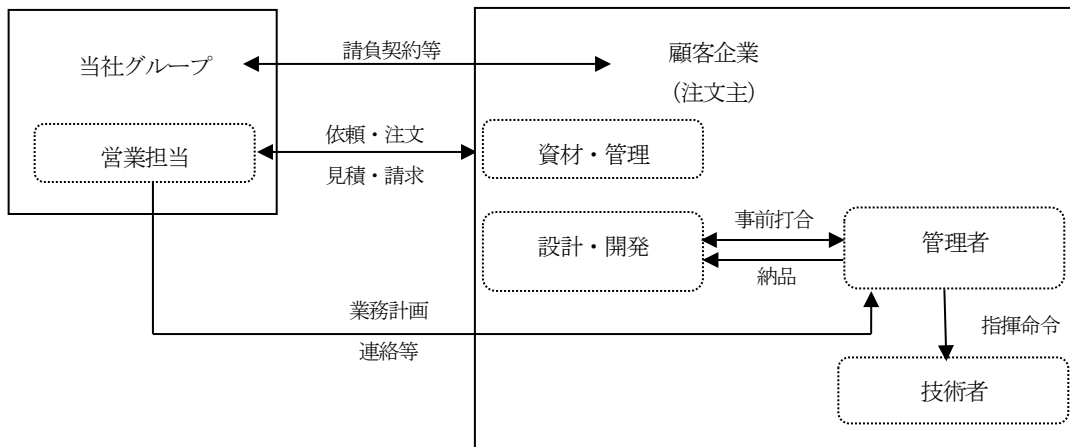 当社グループ
請負契約等
顧客企業
（注文主）
営業担当
依頼・注文
見積・請求
資材・管理
設計・開発
事前打合
納品
管理者
業務計画
連絡等
指揮命令
技術者